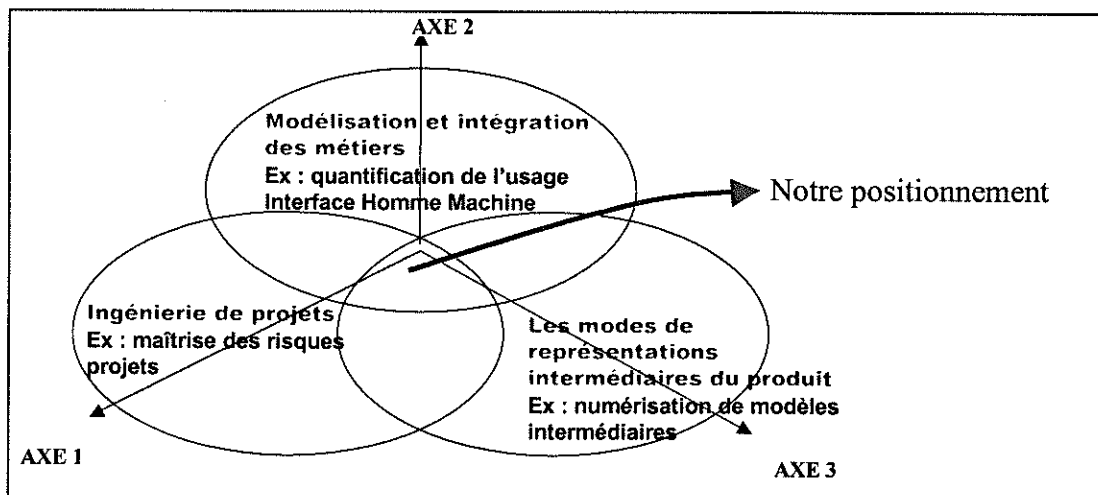 AXE 2
Modélisation et intégration
des métiers
Ex : quantification de l'usage
Interface Homme Machine
Notre positionnement
Ingénierie de projets
Ex : maîtrise des risques
projets
Les modes de
représentations
intermédiaires du produit
Ex : numérisation de modèles
intermédiaires
AXE 1
AXE 3